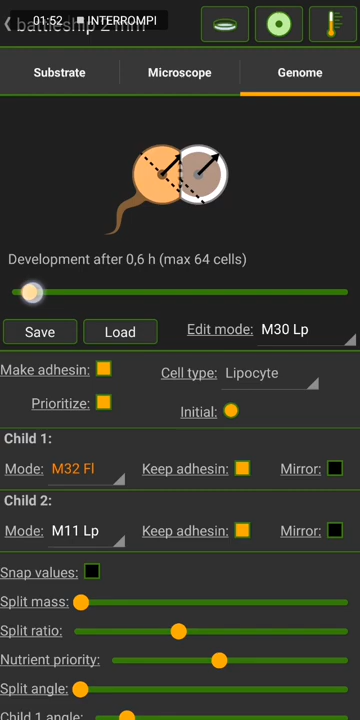 01:52 INTERROMPI
battleship 2 mm
Substrate Microscope Genome
Development after 0,6 h (max 64 cells)
Save Load Edit mode: M30 Lp
Make adhesin: Cell type: Lipocyte
Prioritize: Initial:
Child 1:
Mode: M32 Fl Keep adhesin: Mirror:
Child 2:
Mode: M11 Lp Keep adhesin: Mirror:
Snap values:
Split mass:
Split ratio:
Nutrient priority:
Split angle:
Child 1 angle: